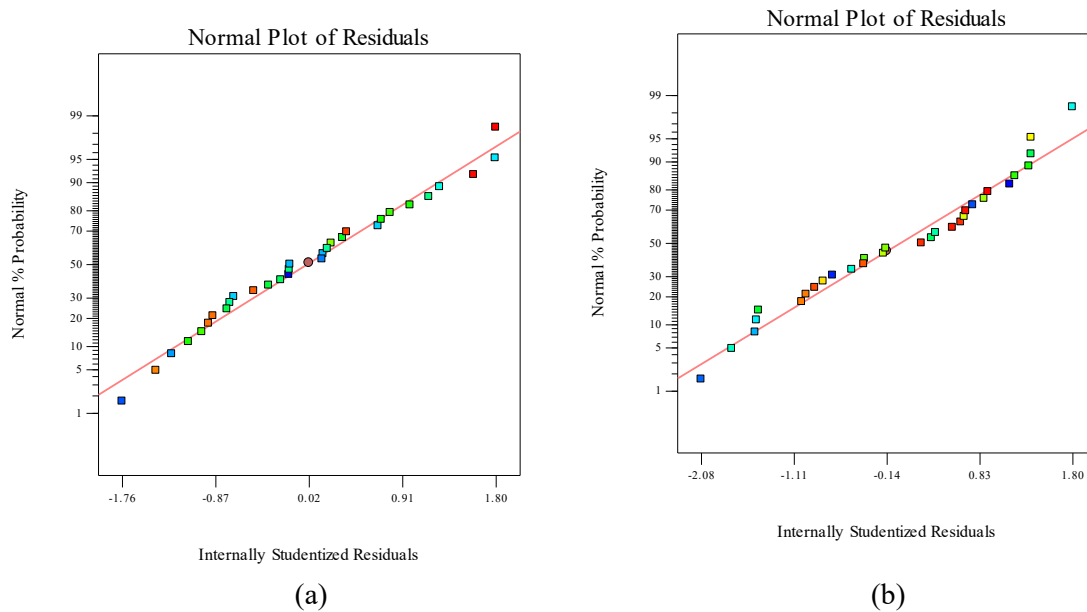 Normal Plot of Residuals
Normal % Probability
99
95
90
80
70
50
30
20
10
5
1
-1.76 -0.87 0.02 0.91 1.80
Internally Studentized Residuals
(a)
Normal Plot of Residuals
Normal % Probability
99
95
90
80
70
50
30
20
10
5
1
-2.08 -1.11 -0.14 0.83 1.80
Internally Studentized Residuals
(b)